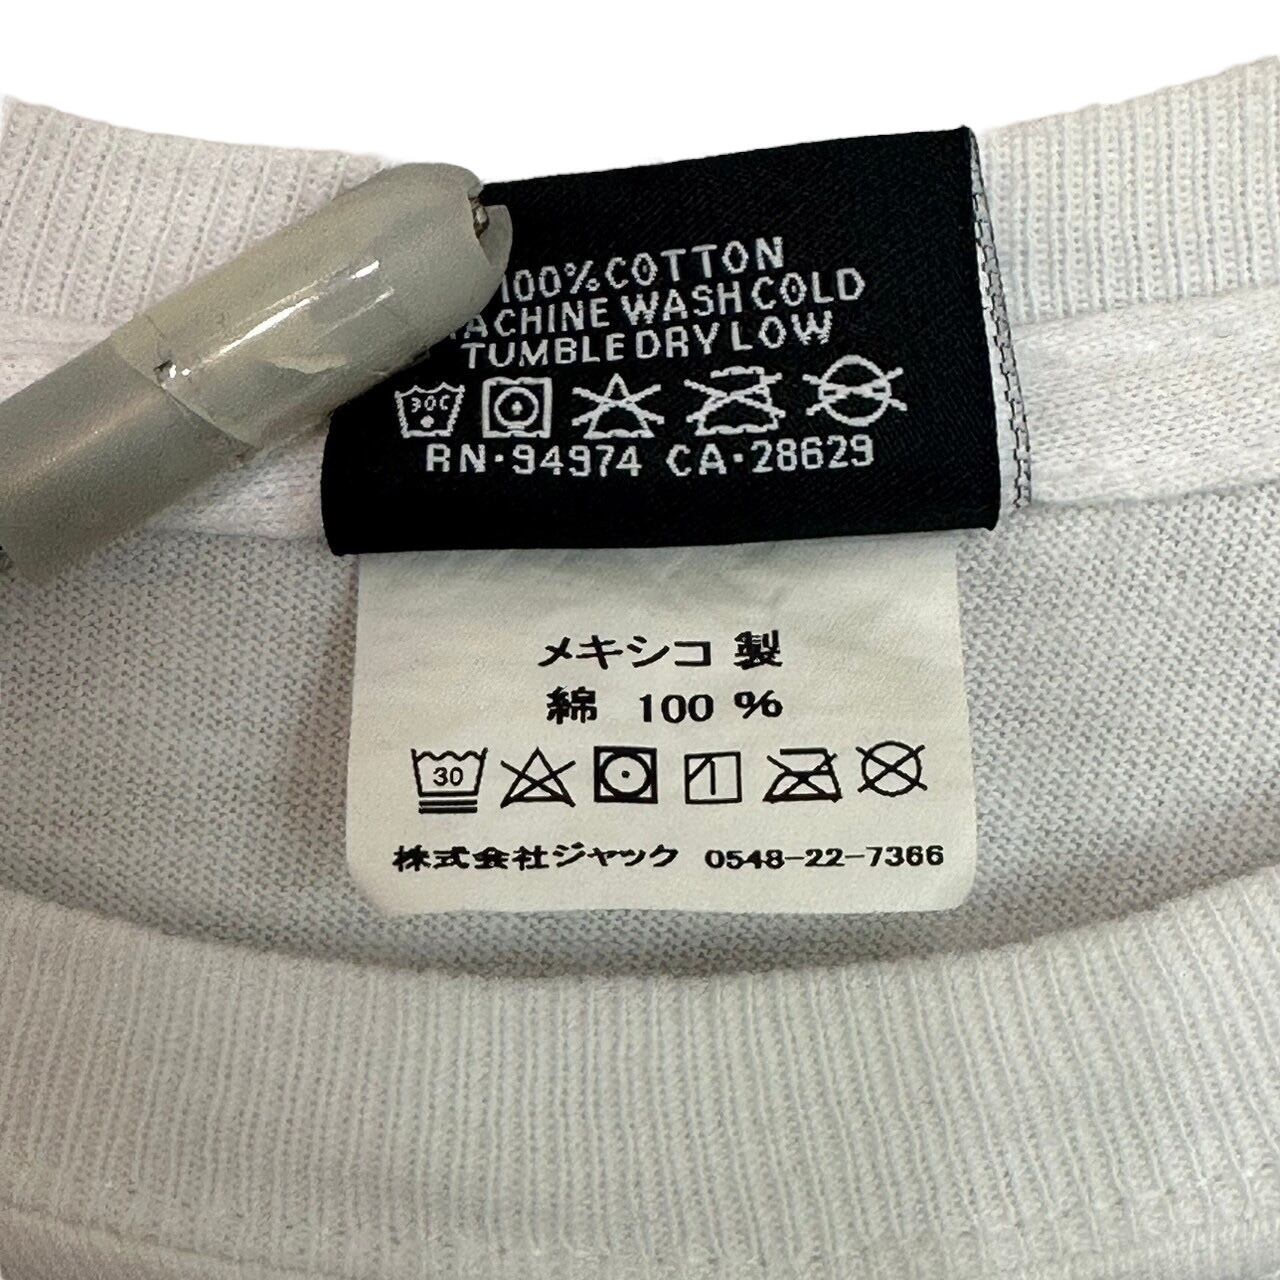 100% COTTON
MACHINE WASH COLD
TUMBLE DRY LOW
30C
RN·94974 CA·28629
メキシコ 製
綿 100 %
30
株式会社ジャック 0548-22-7366